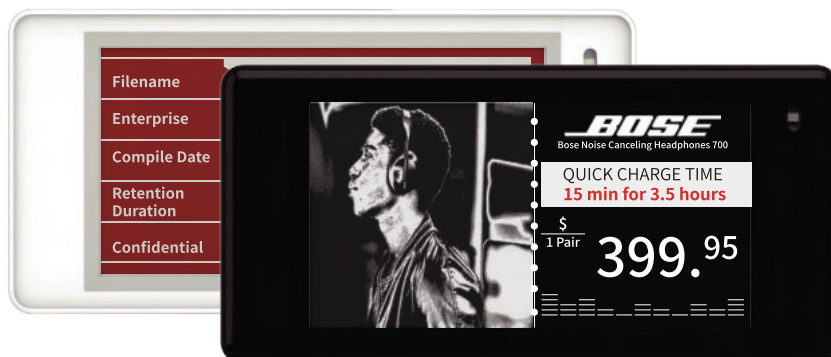 Filename
Enterprise
Compile Date
Retention
Duration
Confidential
BOSE
Bose Noise Canceling Headphones 700
QUICK CHARGE TIME
15 min for 3.5 hours
$
1 Pair
399.95